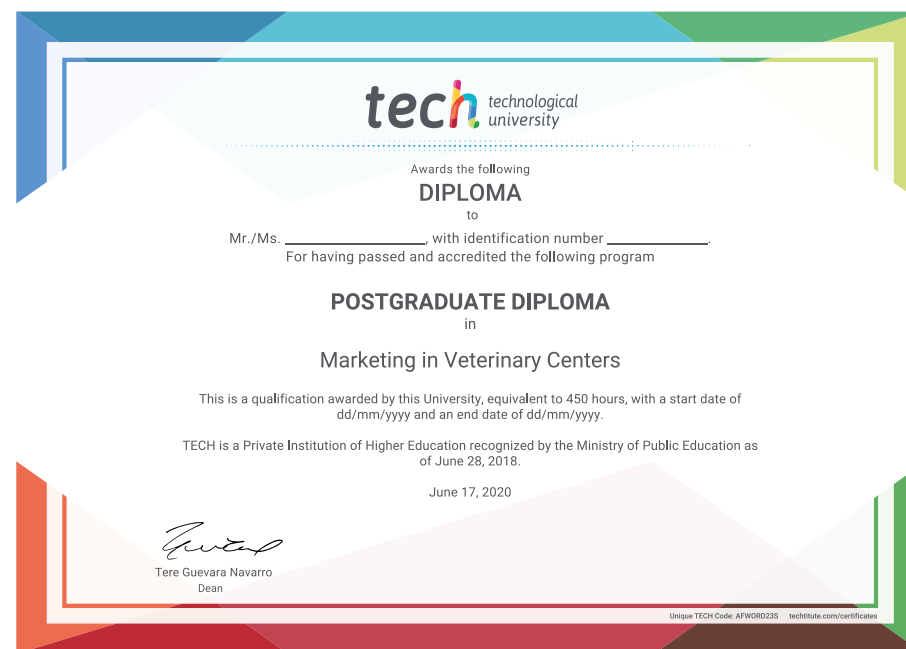 tech technological
university
Awards the following
DIPLOMA
to
Mr./Ms. ____________________, with identification number ______________.
For having passed and accredited the following program
POSTGRADUATE DIPLOMA
in
Marketing in Veterinary Centers
This is a qualification awarded by this University, equivalent to 450 hours, with a start date of
dd/mm/yyyy and an end date of dd/mm/yyyy.
TECH is a Private Institution of Higher Education recognized by the Ministry of Public Education as
of June 28, 2018.
June 17, 2020
Tere Guevara Navarro
Dean
Unique TECH Code: AFWORD23S techtitute.com/certificates